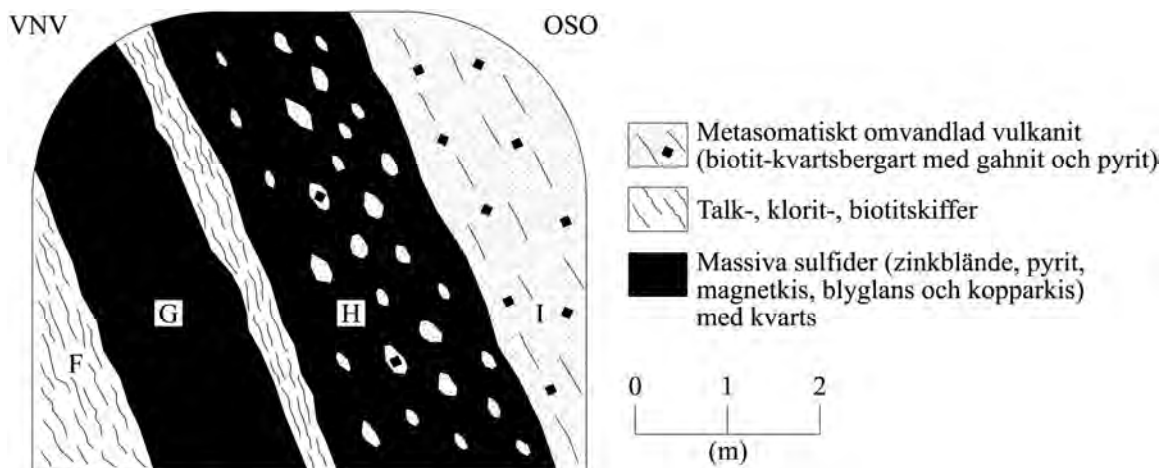 VNV
OSO
Metasomatiskt omvandlad vulkanit
(biotit-kvartsbergart med gahnit och pyrit)
Talk-, klorit-, biotitskiffer
Massiva sulfider (zinkblände, pyrit,
magnetkis, blyglans och kopparkis)
med kvarts
F
G
H
I
0 1 2
(m)